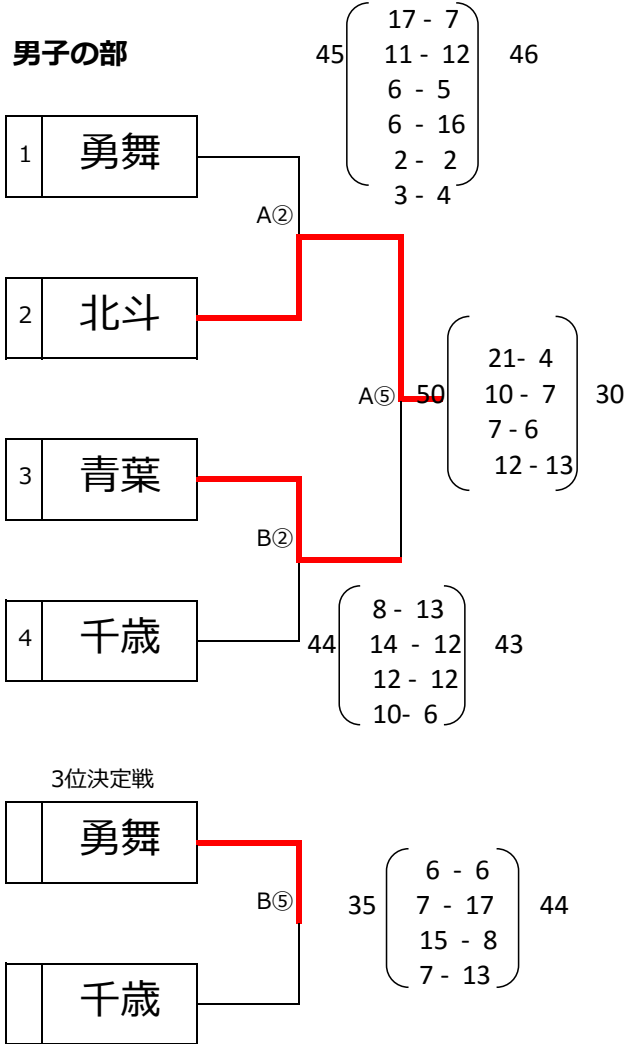 男子の部
45 17 - 7 46
11 - 12
6 - 5
6 - 16
2 - 2
3 - 4
1 勇舞
A②
2 北斗
A⑤ 50 21- 4 30
10 - 7
7 - 6
12 - 13
3 青葉
B②
4 千歳
44 8 - 13 43
14 - 12
12 - 12
10- 6
3位決定戦
勇舞
B⑤
35 6 - 6 44
7 - 17
15 - 8
7 - 13
千歳